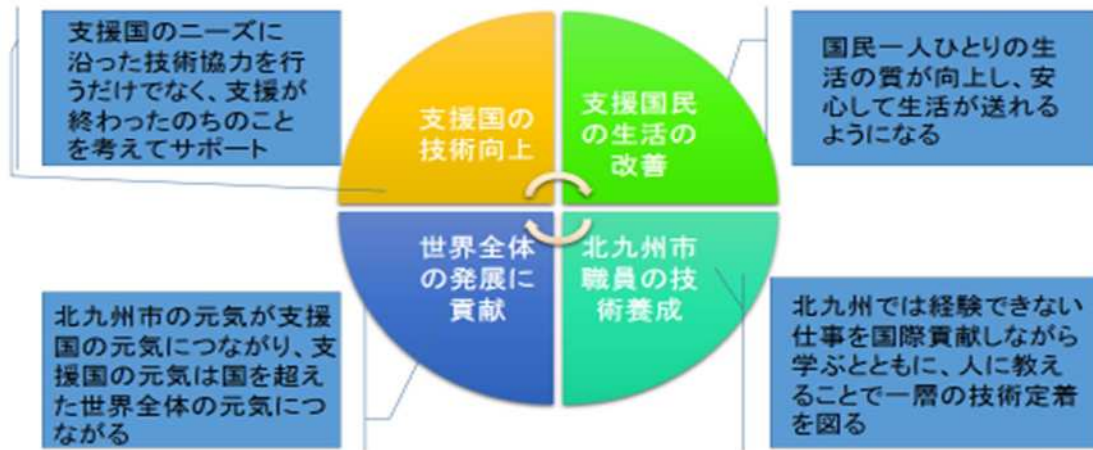 支援国のニーズに
沿った技術協力を行
うだけでなく、支援が
終わったのちのこと
を考えてサポート
支援国の
技術向上
支援国民
の生活の
改善
国民一人ひとりの生
活の質が向上し、安
心して生活が送れる
ようになる
北九州市の元気が支援
国の元気につながり、支
援国の元気は国を超え
た世界全体の元気につ
ながる
世界全体
の発展に
貢献
北九州市
職員の技
術養成
北九州では経験できない
仕事を国際貢献しながら
学ぶとともに、人に教え
ることで一層の技術定着
を図る